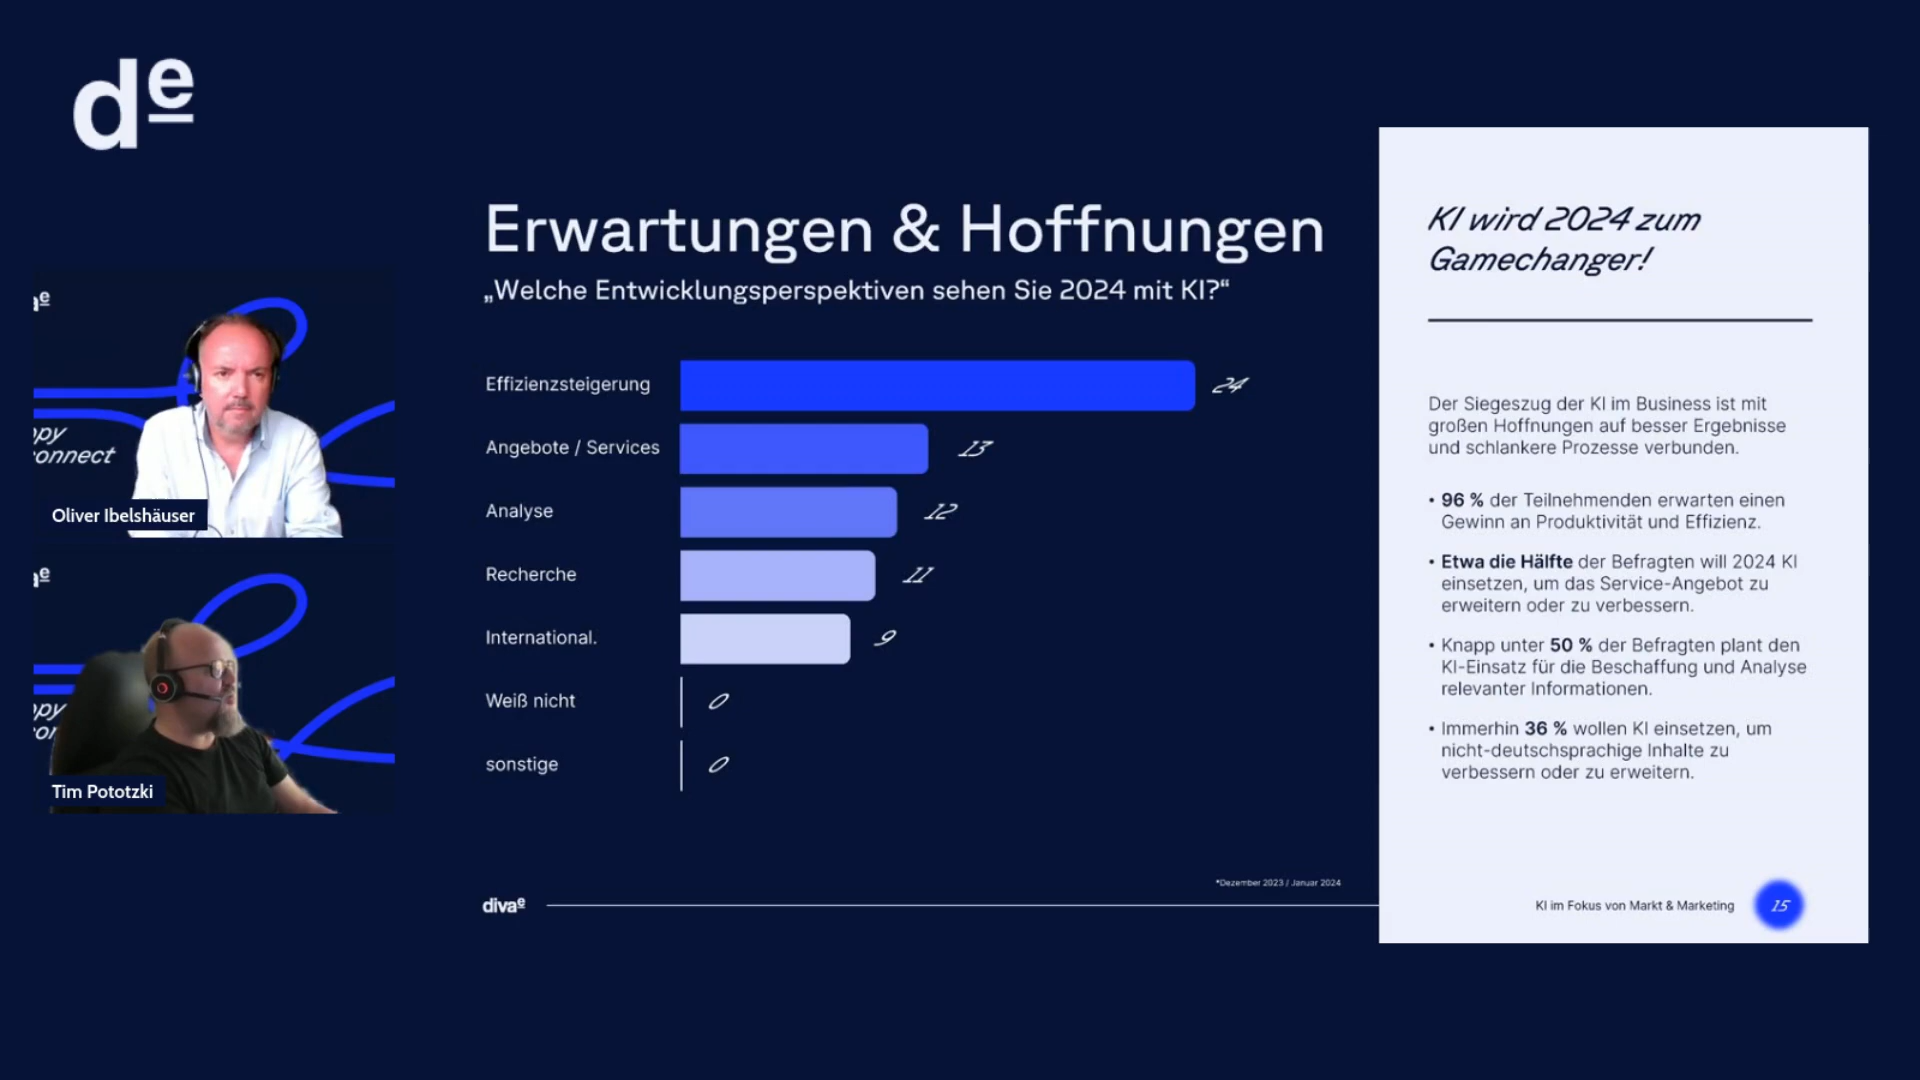 de
Erwartungen & Hoffnungen
„Welche Entwicklungsperspektiven sehen Sie 2024 mit KI?“
Effizienzsteigerung 24
Angebote / Services 13
Analyse 12
Recherche 11
International. 9
Weiß nicht 0
sonstige 0
*Dezember 2023 / Januar 2024
divae
KI wird 2024 zum
Gamechanger!
Der Siegeszug der KI im Business ist mit
großen Hoffnungen auf besser Ergebnisse
und schlankere Prozesse verbunden.
• 96 % der Teilnehmenden erwarten einen
Gewinn an Produktivität und Effizienz.
• Etwa die Hälfte der Befragten will 2024 KI
einsetzen, um das Service-Angebot zu
erweitern oder zu verbessern.
• Knapp unter 50 % der Befragten plant den
KI-Einsatz für die Beschaffung und Analyse
relevanter Informationen.
• Immerhin 36 % wollen KI einsetzen, um
nicht-deutschsprachige Inhalte zu
verbessern oder zu erweitern.
KI im Fokus von Markt & Marketing 15
Oliver Ibelshäuser
Tim Pototzki